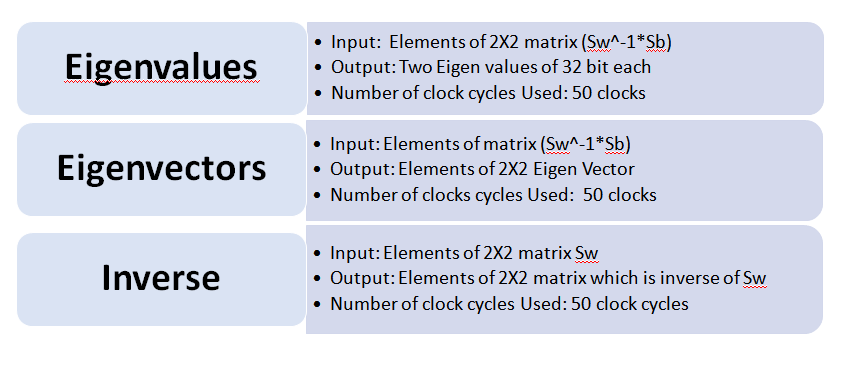 Eigenvalues
• Input:  Elements of 2X2 matrix (Sw^-1*Sb)
• Output: Two Eigen values of 32 bit each
• Number of clock cycles Used: 50 clocks
Eigenvectors
• Input: Elements of matrix (Sw^-1*Sb)
• Output: Elements of 2X2 Eigen Vector
• Number of clocks cycles Used:  50 clocks
Inverse
• Input: Elements of 2X2 matrix Sw
• Output: Elements of 2X2 matrix which is inverse of Sw
• Number of clock cycles Used: 50 clock cycles